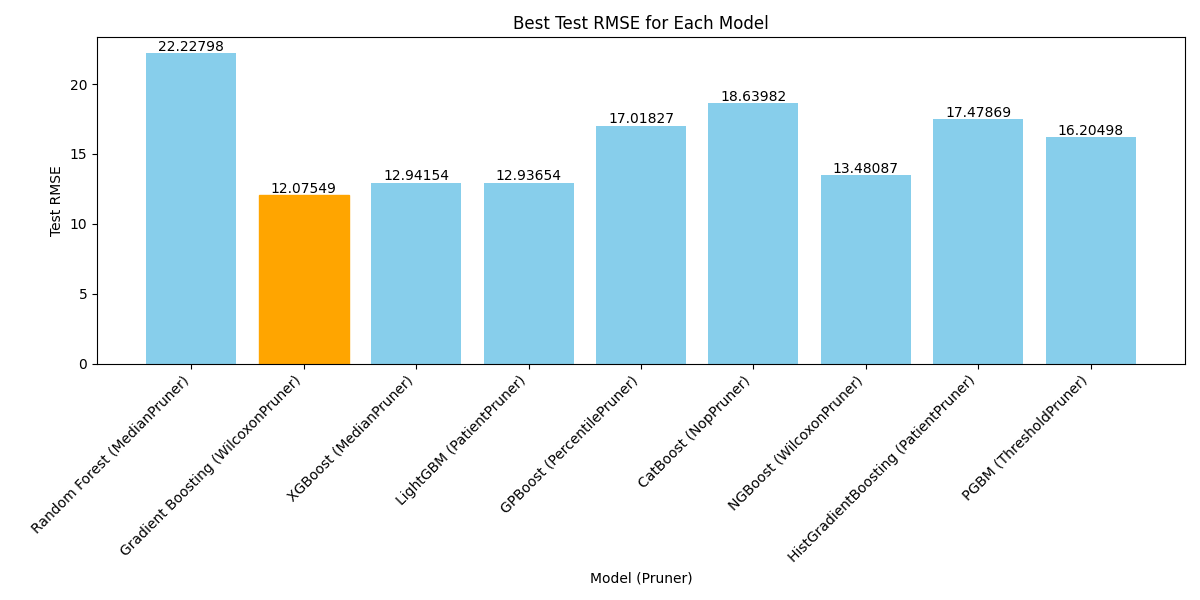 Best Test RMSE for Each Model
22.22798
12.07549
12.94154
12.93654
17.01827
18.63982
13.48087
17.47869
16.20498
Test RMSE
20
15
10
5
0
Random Forest (MedianPruner)
Gradient Boosting (WilcoxonPruner)
XGBoost (MedianPruner)
LightGBM (PatientPruner)
GPBoost (PercentilePruner)
CatBoost (NopPruner)
NGBoost (WilcoxonPruner)
HistGradientBoosting (PatientPruner)
PGBM (ThresholdPruner)
Model (Pruner)